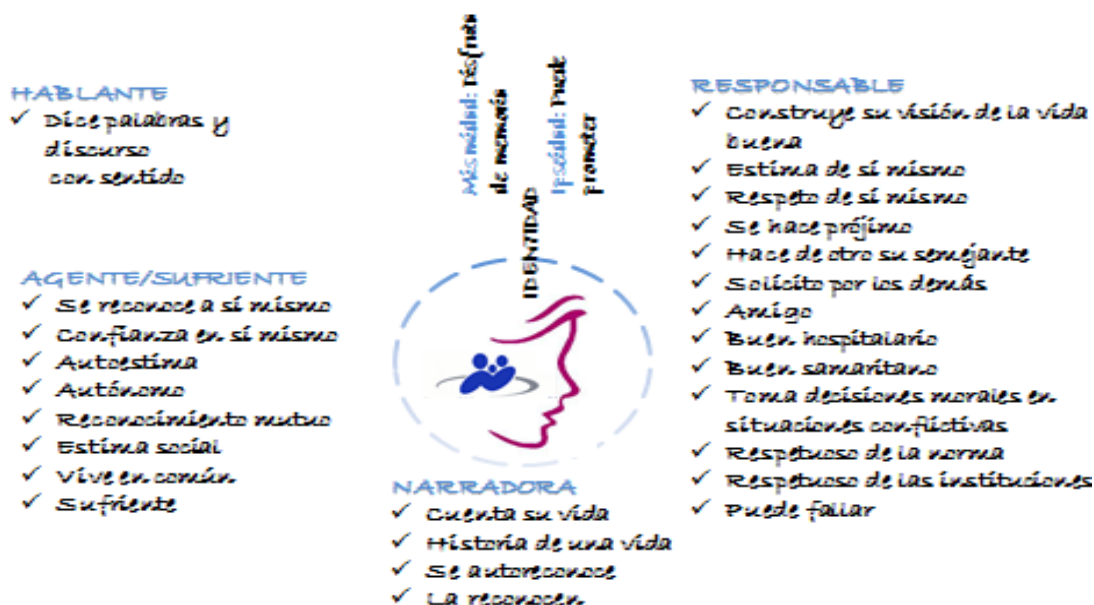 HABLANTE
✓ Dice palabras y
discurso
con sentido
AGENTE/SUFRIENTE
✓ Se reconoce a sí mismo
✓ Confianza en sí mismo
✓ Autoestima
✓ Autónomo
✓ Reconocimiento mutuo
✓ Estima social
✓ Vive en común
✓ Sufriente
de memoria
Puede
prometer
IDENTIDAD
NARRADORA
✓ Cuenta su vida
✓ Historia de una vida
✓ Se autoreconoce
✓ La reconocen
RESPONSABLE
✓ Construye su visión de la vida
buena
✓ Estima de sí mismo
✓ Respeto de sí mismo
✓ Se hace prójimo
✓ Hace de otro su semejante
✓ Solícito por los demás
✓ Amigo
✓ Buen hospitalario
✓ Buen samaritano
✓ Toma decisiones morales en
situaciones conflictivas
✓ Respetuoso de la norma
✓ Respetuoso de las instituciones
✓ Puede fallar